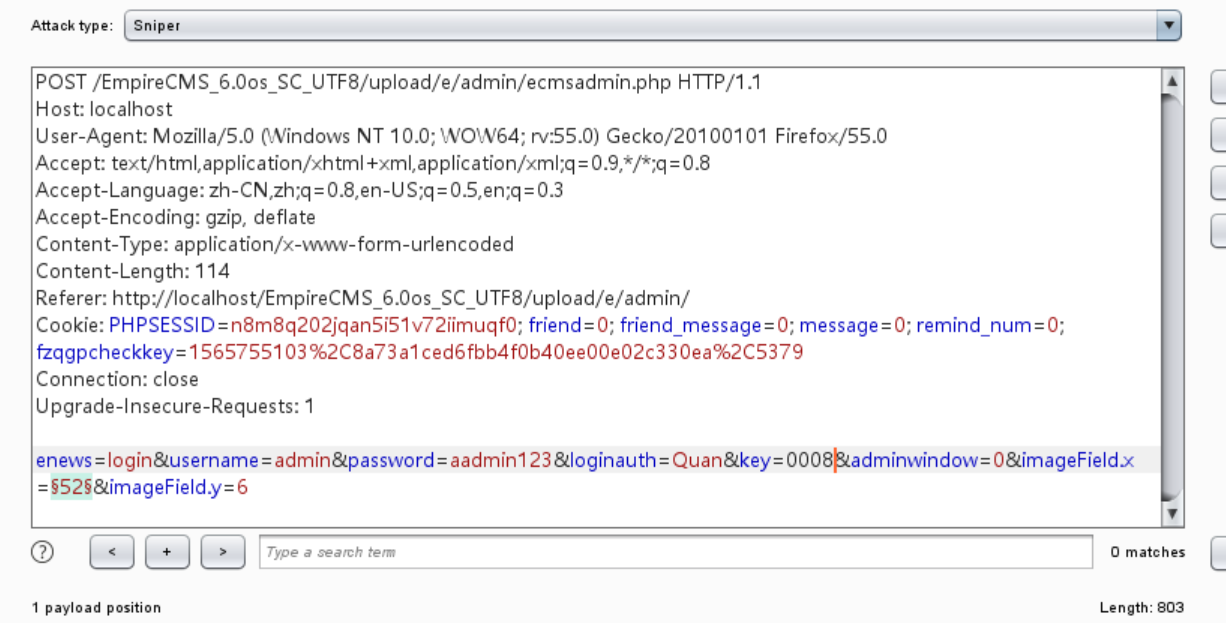 Attack type: Sniper
POST /EmpireCMS_6.0os_SC_UTF8/upload/e/admin/ecmsadmin.php HTTP/1.1
Host: localhost
User-Agent: Mozilla/5.0 (Windows NT 10.0; WOW64; rv:55.0) Gecko/20100101 Firefox/55.0
Accept: text/html,application/xhtml+xml,application/xml;q=0.9,*/*;q=0.8
Accept-Language: zh-CN,zh;q=0.8,en-US;q=0.5,en;q=0.3
Accept-Encoding: gzip, deflate
Content-Type: application/x-www-form-urlencoded
Content-Length: 114
Referer: http://localhost/EmpireCMS_6.0os_SC_UTF8/upload/e/admin/
Cookie: PHPSESSID=n8m8q202jqan5i51v72iimuqf0; friend=0; friend_message=0; message=0; remind_num=0;
fzqgpcheckkey=1565755103%2C8a73a1ced6fbb4f0b40ee00e02c330ea%2C5379
Connection: close
Upgrade-Insecure-Requests: 1
enews=login&username=admin&password=aadmin123&loginauth=Quan&key=0008&adminwindow=0&imageField.x
=§52§&imageField.y=6
? < + > Type a search term 0 matches
1 payload position Length: 803